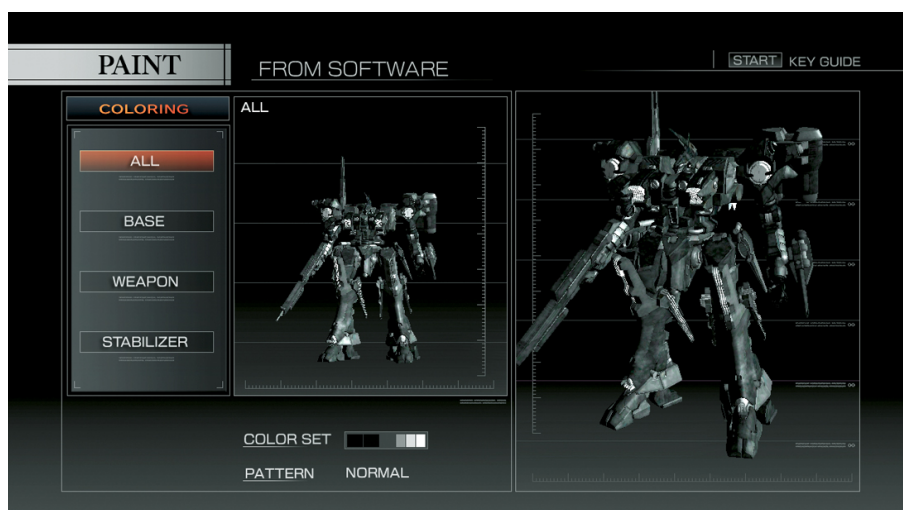 PAINT
FROM SOFTWARE
START KEY GUIDE
COLORING
ALL
ALL
BASE
WEAPON
STABILIZER
COLOR SET
PATTERN NORMAL